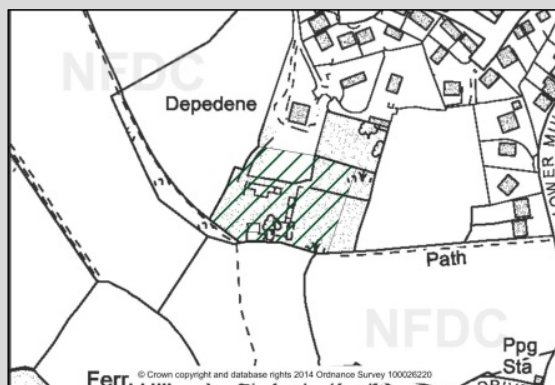 NFDC
Depedene
Path
NFDC
Ppg
Sta
© Crown copyright and database rights 2014 Ordnance Survey 100026220